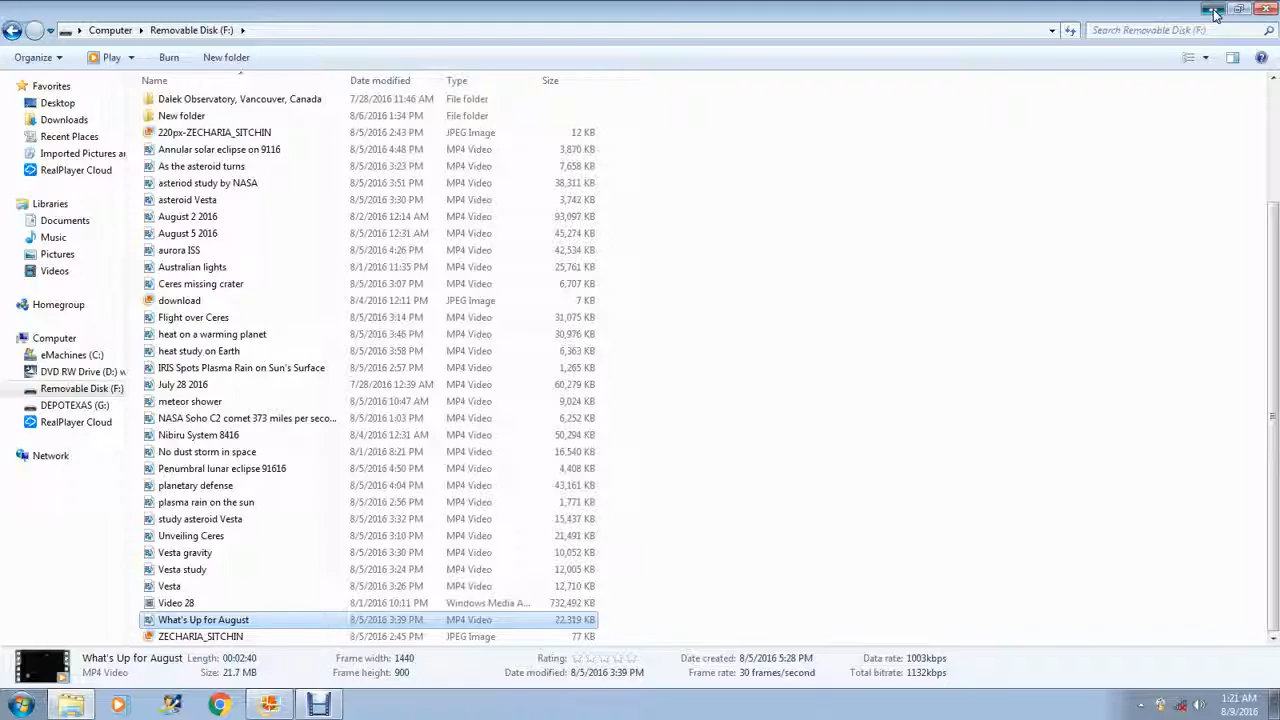 Computer Removable Disk (F:) Search Removable Disk (F:)
Organize Play Burn New folder
Name Date modified Type Size
Favorites
Desktop
Downloads
Recent Places
Imported Pictures ar
RealPlayer Cloud
Libraries
Documents
Music
Pictures
Videos
Homegroup
Computer
eMachines (C:)
DVD RW Drive (D:) w
Removable Disk (F:)
DEPOTEXAS (G:)
RealPlayer Cloud
Network
Dalek Observatory, Vancouver, Canada 7/28/2016 11:46 AM File folder
New folder 8/6/2016 1:34 PM File folder
220px-ZECHARIA_SITCHIN 8/5/2016 2:43 PM JPEG Image 12 KB
Annular solar eclipse on 9116 8/5/2016 4:48 PM MP4 Video 3,870 KB
As the asteroid turns 8/5/2016 3:23 PM MP4 Video 7,658 KB
asteriod study by NASA 8/5/2016 3:51 PM MP4 Video 38,311 KB
asteroid Vesta 8/5/2016 3:30 PM MP4 Video 3,742 KB
August 2 2016 8/2/2016 12:14 AM MP4 Video 93,097 KB
August 5 2016 8/5/2016 12:31 AM MP4 Video 45,274 KB
aurora ISS 8/5/2016 4:26 PM MP4 Video 42,534 KB
Australian lights 8/1/2016 11:35 PM MP4 Video 25,761 KB
Ceres missing crater 8/5/2016 3:07 PM MP4 Video 6,707 KB
download 8/4/2016 12:11 PM JPEG Image 7 KB
Flight over Ceres 8/5/2016 3:14 PM MP4 Video 31,075 KB
heat on a warming planet 8/5/2016 3:46 PM MP4 Video 30,976 KB
heat study on Earth 8/5/2016 3:58 PM MP4 Video 6,363 KB
IRIS Spots Plasma Rain on Sun's Surface 8/5/2016 2:57 PM MP4 Video 1,265 KB
July 28 2016 7/28/2016 12:39 AM MP4 Video 60,279 KB
meteor shower 8/5/2016 10:47 AM MP4 Video 9,024 KB
NASA Soho C2 comet 373 miles per seco... 8/5/2016 1:03 PM MP4 Video 6,252 KB
Nibiru System 8416 8/4/2016 12:31 AM MP4 Video 50,294 KB
No dust storm in space 8/1/2016 8:21 PM MP4 Video 16,540 KB
Penumbral lunar eclipse 91616 8/5/2016 4:50 PM MP4 Video 4,408 KB
planetary defense 8/5/2016 4:04 PM MP4 Video 43,161 KB
plasma rain on the sun 8/5/2016 2:56 PM MP4 Video 1,771 KB
study asteroid Vesta 8/5/2016 3:32 PM MP4 Video 15,437 KB
Unveiling Ceres 8/5/2016 3:10 PM MP4 Video 21,491 KB
Vesta gravity 8/5/2016 3:30 PM MP4 Video 10,052 KB
Vesta study 8/5/2016 3:24 PM MP4 Video 12,005 KB
Vesta 8/5/2016 3:26 PM MP4 Video 12,710 KB
Video 28 8/1/2016 10:11 PM Windows Media A... 732,492 KB
What's Up for August 8/5/2016 3:39 PM MP4 Video 22,319 KB
ZECHARIA_SITCHIN 8/5/2016 2:45 PM JPEG Image 77 KB
What's Up for August Length: 00:02:40 Frame width: 1440 Rating: Date created: 8/5/2016 5:28 PM Data rate: 1003kbps
MP4 Video Size: 21.7 MB Frame height: 900 Date modified: 8/5/2016 3:39 PM Frame rate: 30 frames/second Total bitrate: 1132kbps
1:21 AM
8/9/2016